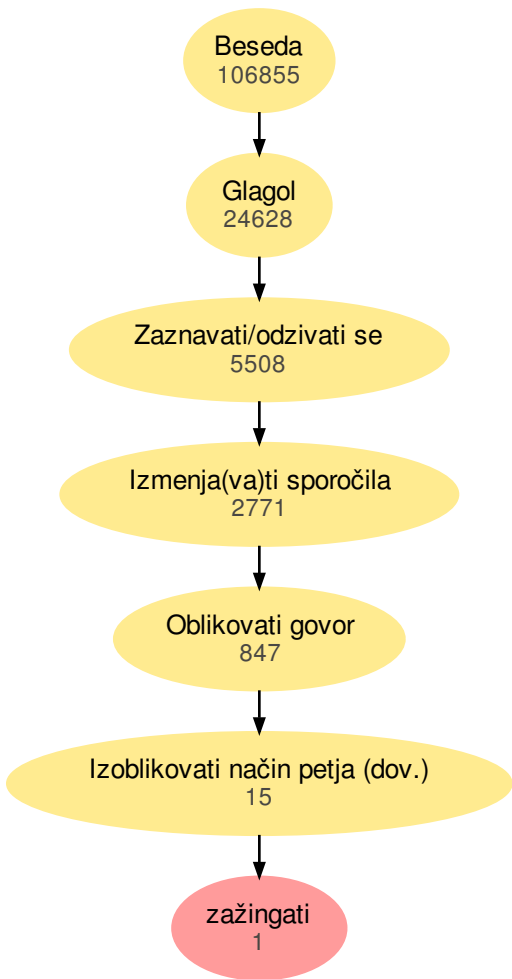 Beseda
106855
Glagol
24628
Zaznavati/odzivati se
5508
Izmenja(va)ti sporočila
2771
Oblikovati govor
847
Izoblikovati način petja (dov.)
15
zažingati
1